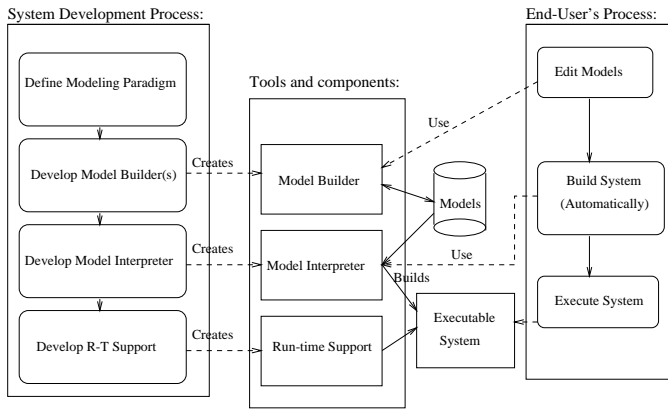 System Development Process:
Define Modeling Paradigm
Develop Model Builder(s)
Develop Model Interpreter
Develop R-T Support
Creates
Creates
Creates
Tools and components:
Model Builder
Model Interpreter
Run-time Support
Models
Builds
Executable
System
Use
Use
End-User's Process:
Edit Models
Build System
(Automatically)
Execute System